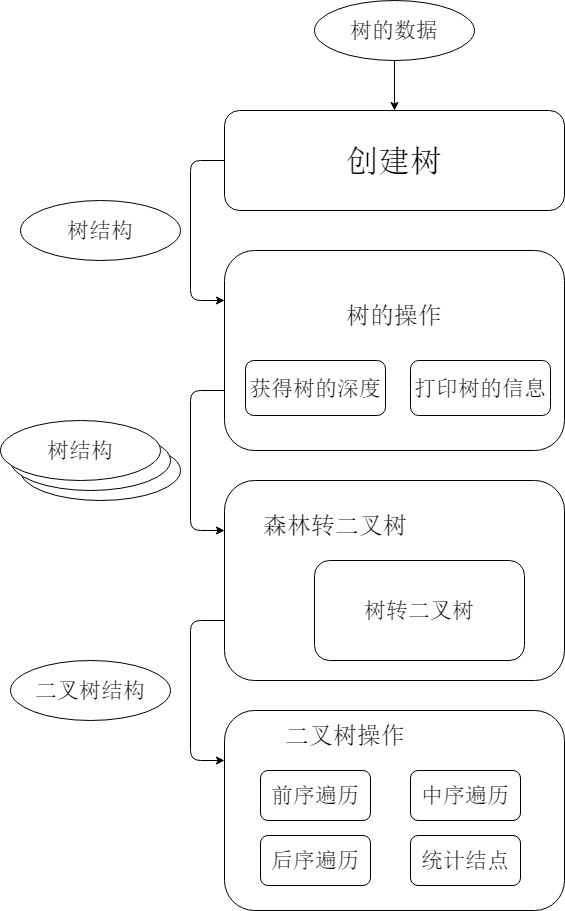 树的数据
创建树
树结构
树的操作
获得树的深度
打印树的信息
树结构
森林转二叉树
树转二叉树
二叉树结构
二叉树操作
前序遍历
中序遍历
后序遍历
统计结点